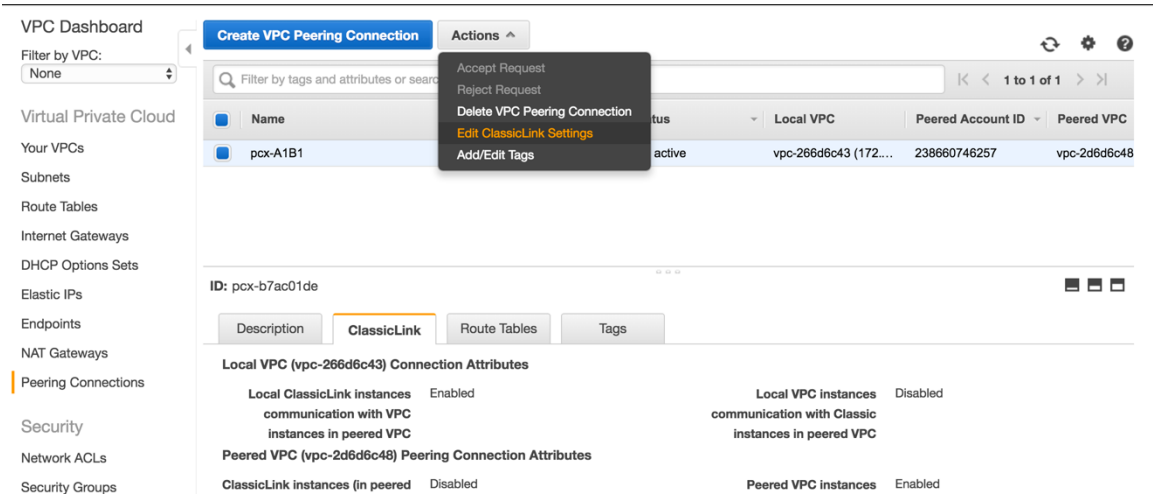 VPC Dashboard
Filter by VPC:
None
Virtual Private Cloud
Your VPCs
Subnets
Route Tables
Internet Gateways
DHCP Options Sets
Elastic IPs
Endpoints
NAT Gateways
Peering Connections
Security
Network ACLs
Security Groups
Create VPC Peering Connection
Actions
Accept Request
Reject Request
Delete VPC Peering Connection
Edit ClassicLink Settings
Add/Edit Tags
Filter by tags and attributes or searc
1 to 1 of 1
Name tus Local VPC Peered Account ID Peered VPC
pcx-A1B1 active vpc-266d6c43 (172.... 238660746257 vpc-2d6d6c48
ID: pcx-b7ac01de
Description ClassicLink Route Tables Tags
Local VPC (vpc-266d6c43) Connection Attributes
Local ClassicLink instances
communication with VPC
instances in peered VPC
Enabled
Local VPC instances
communication with Classic
instances in peered VPC
Disabled
Peered VPC (vpc-2d6d6c48) Peering Connection Attributes
ClassicLink instances (in peered Disabled
Peered VPC instances Enabled